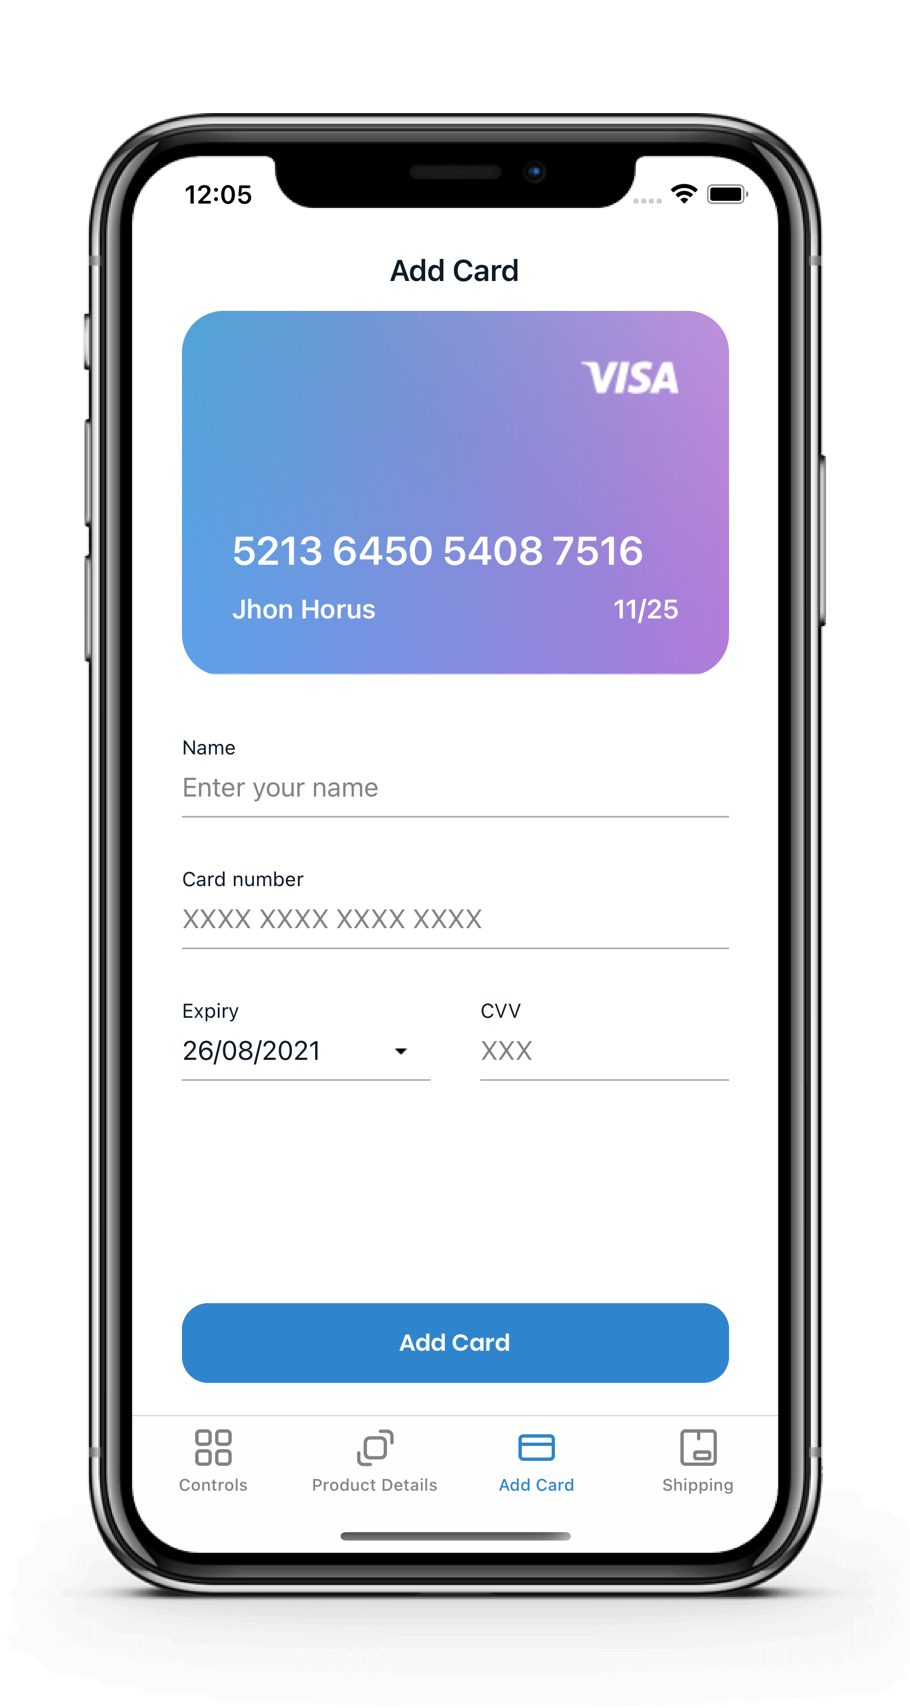 12:05
Add Card
VISA
5213 6450 5408 7516
Jhon Horus 11/25
Name
Enter your name
Card number
XXXX XXXX XXXX XXXX
Expiry CVV
26/08/2021 XXX
Add Card
Controls Product Details Add Card Shipping